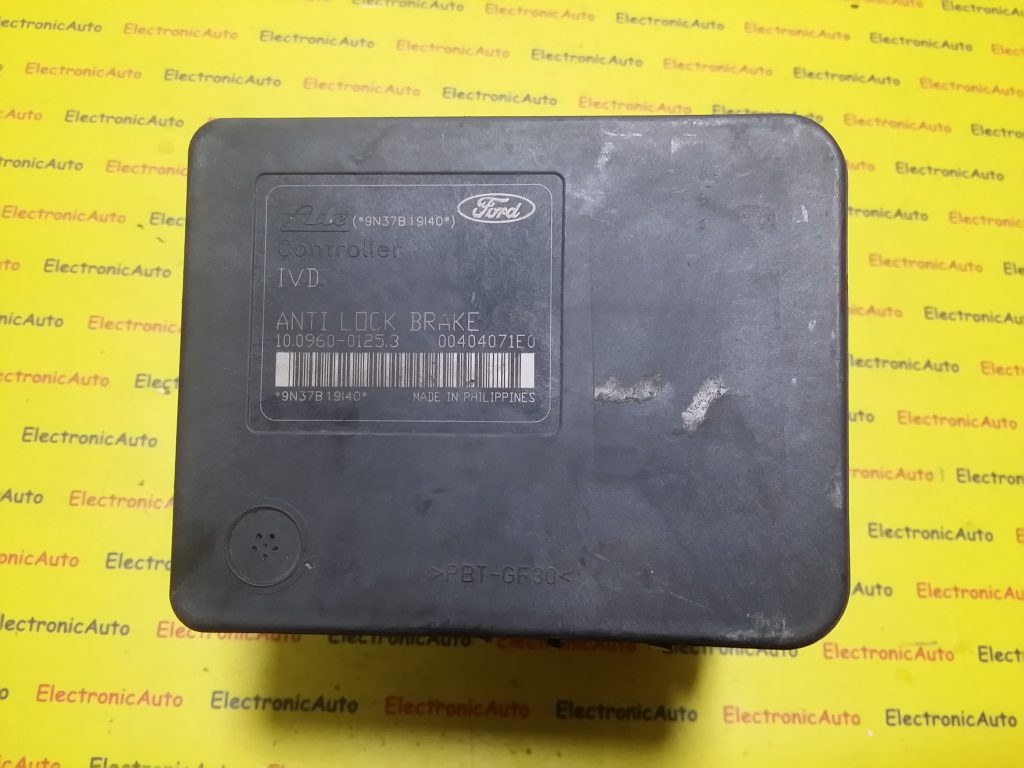 Ate (*9N37B19I40*) Ford
Controller
IVD
ANTI LOCK BRAKE
10.0960-0125.3 00404071E0
*9N37B19I40* MADE IN PHILIPPINES
>PBT-GF30<
ElectronicAuto